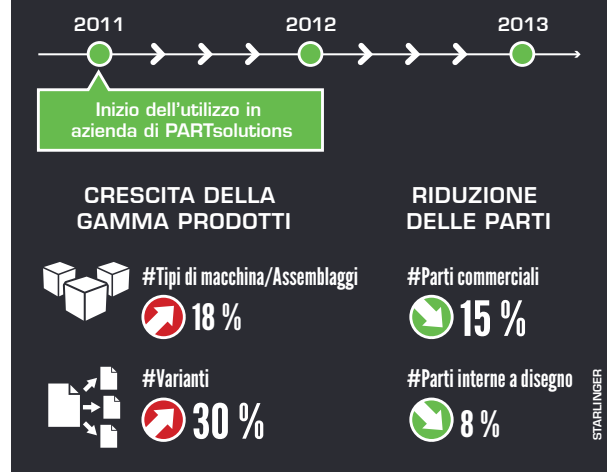 2011 2012 2013
Inizio dell'utilizzo in
azienda di PARTsolutions
CRESCITA DELLA
GAMMA PRODOTTI
#Tipi di macchina/Assemblaggi
18 %
#Varianti
30 %
RIDUZIONE
DELLE PARTI
#Parti commerciali
15 %
#Parti interne a disegno
8 %
STARLINGER